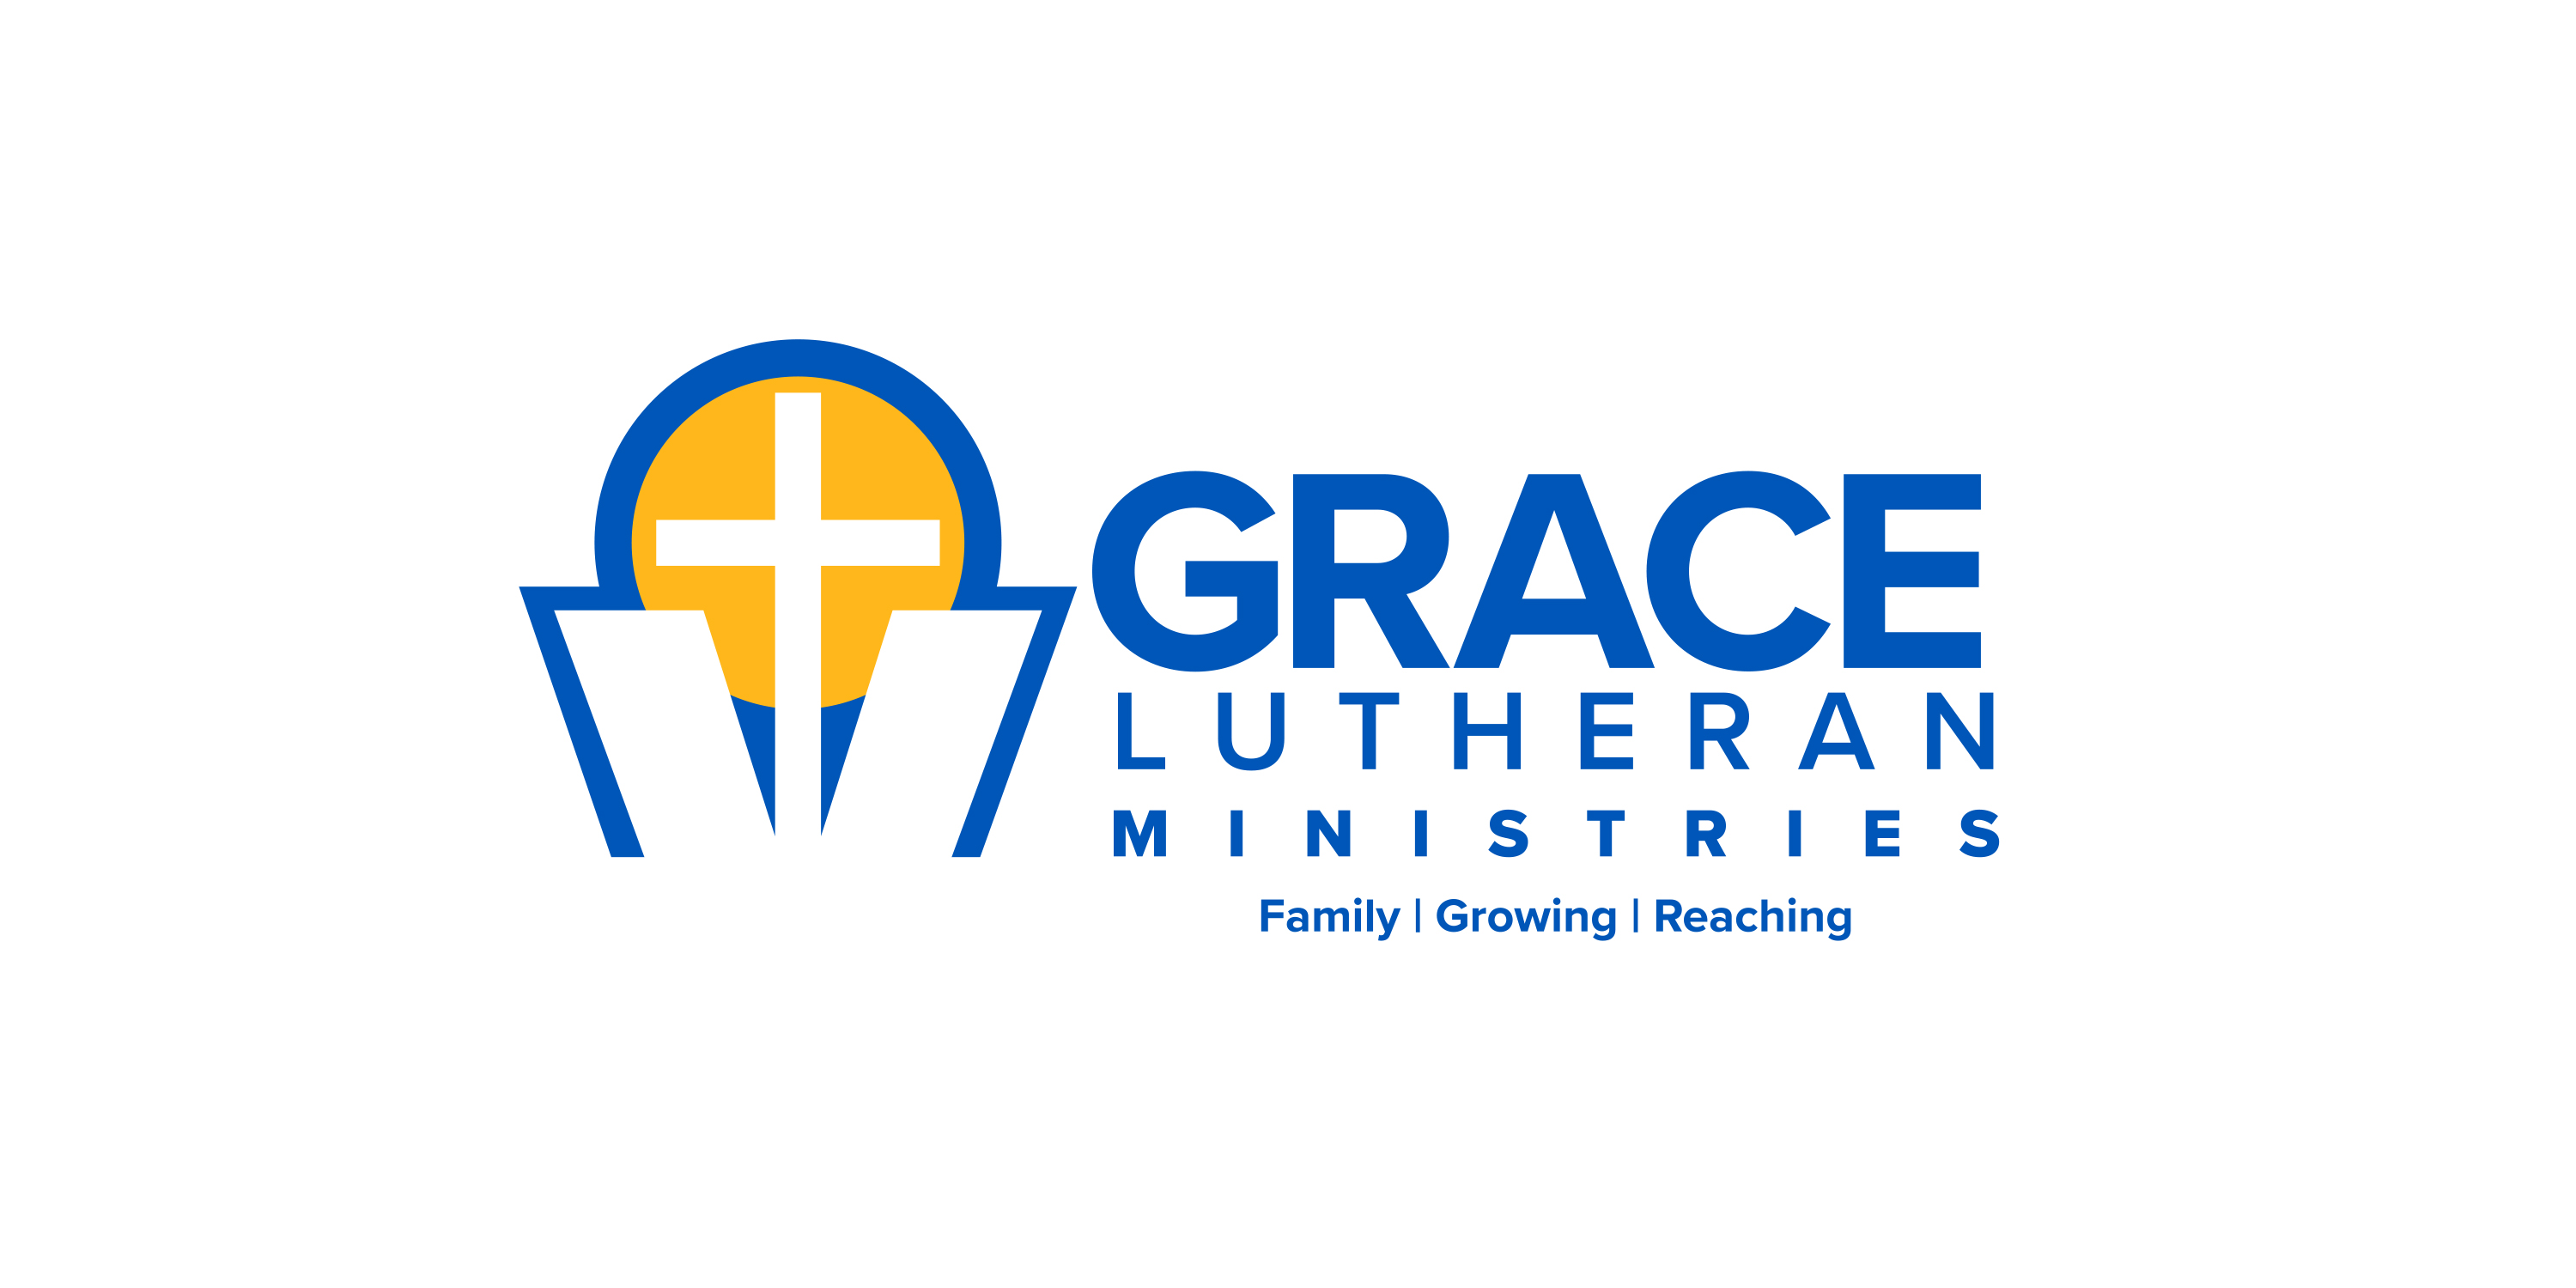 GRACE
LUTHERAN
MINISTRIES
Family | Growing | Reaching